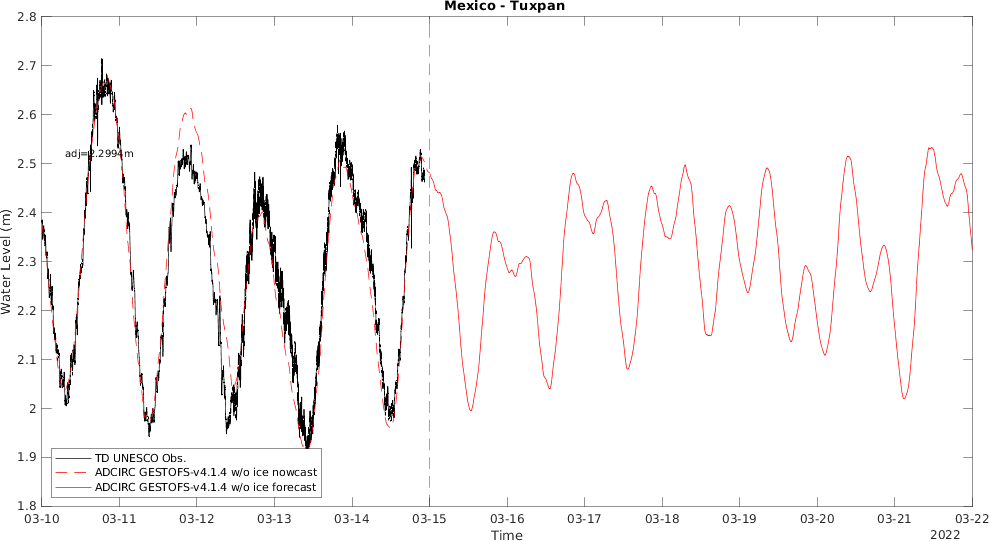 Mexico - Tuxpan
2.8
2.7
2.6
2.5
2.4
2.3
2.2
2.1
2
1.9
1.8
Water Level (m)
adj=2.2994m
TD UNESCO Obs.
ADCIRC GESTOFS-v4.1.4 w/o ice nowcast
ADCIRC GESTOFS-v4.1.4 w/o ice forecast
03-10 03-11 03-12 03-13 03-14 03-15 03-16 03-17 03-18 03-19 03-20 03-21 03-22
Time
2022